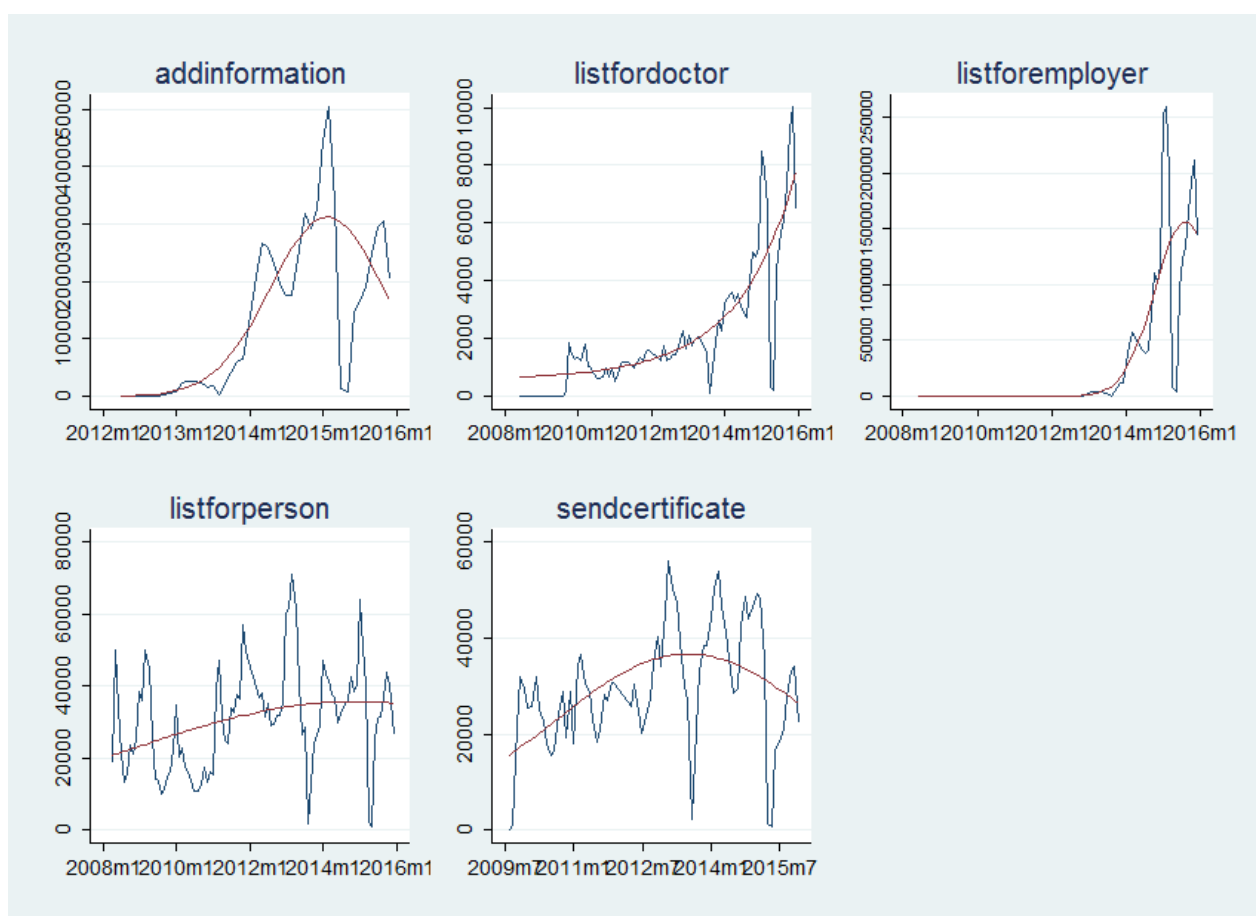 addinformation
0 10000 20000 30000 40000 50000
2012m1 2013m1 2014m1 2015m1 2016m1
listfordoctor
0 2000 4000 6000 8000 10000
2008m1 2010m1 2012m1 2014m1 2016m1
listforemployer
0 50000 100000 150000 200000 250000
2008m1 2010m1 2012m1 2014m1 2016m1
listforperson
0 20000 40000 60000 80000
2008m1 2010m1 2012m1 2014m1 2016m1
sendcertificate
0 20000 40000 60000
2009m7 2011m1 2012m7 2014m1 2015m7